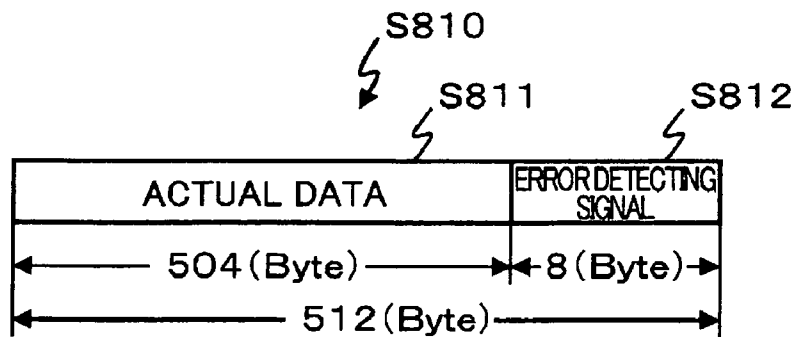 S810
S811
S812
ACTUAL DATA
ERROR DETECTING
SIGNAL
504(Byte)
8(Byte)
512(Byte)